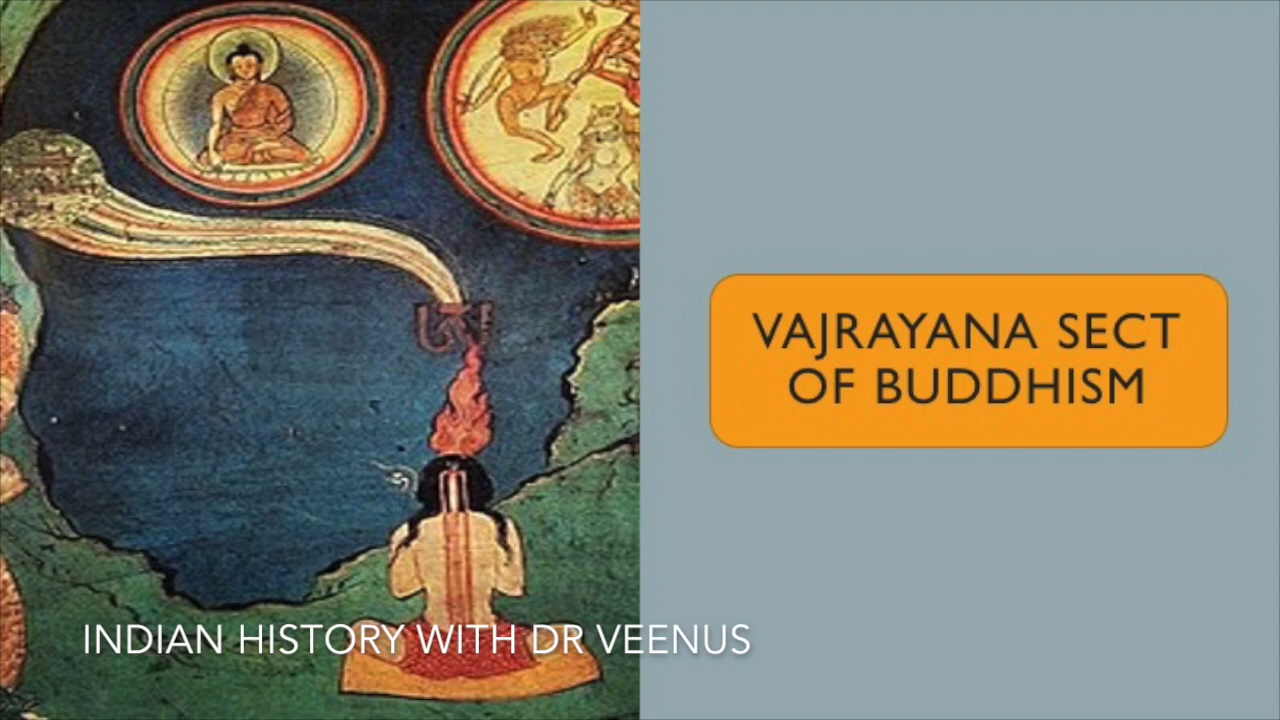 VAJRAYANA SECT
OF BUDDHISM
INDIAN HISTORY WITH DR VEENUS